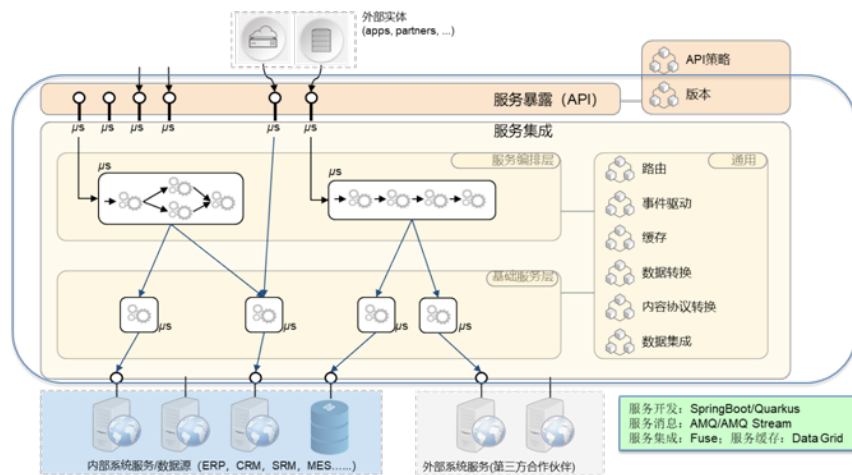 外部实体
(apps, partners, ...)
API策略
版本
服务暴露（API）
μs
μs
μs
μs
μs
μs
服务集成
μs
μs
服务编排层
通用
路由
事件驱动
缓存
数据转换
内容协议转换
数据集成
基础服务层
μs
μs
μs
μs
内部系统服务/数据源（ERP，CRM，SRM，MES......）
外部系统服务(第三方合作伙伴)
服务开发：SpringBoot/Quarkus
服务消息：AMQ/AMQ Stream
服务集成：Fuse；服务缓存：Data Grid